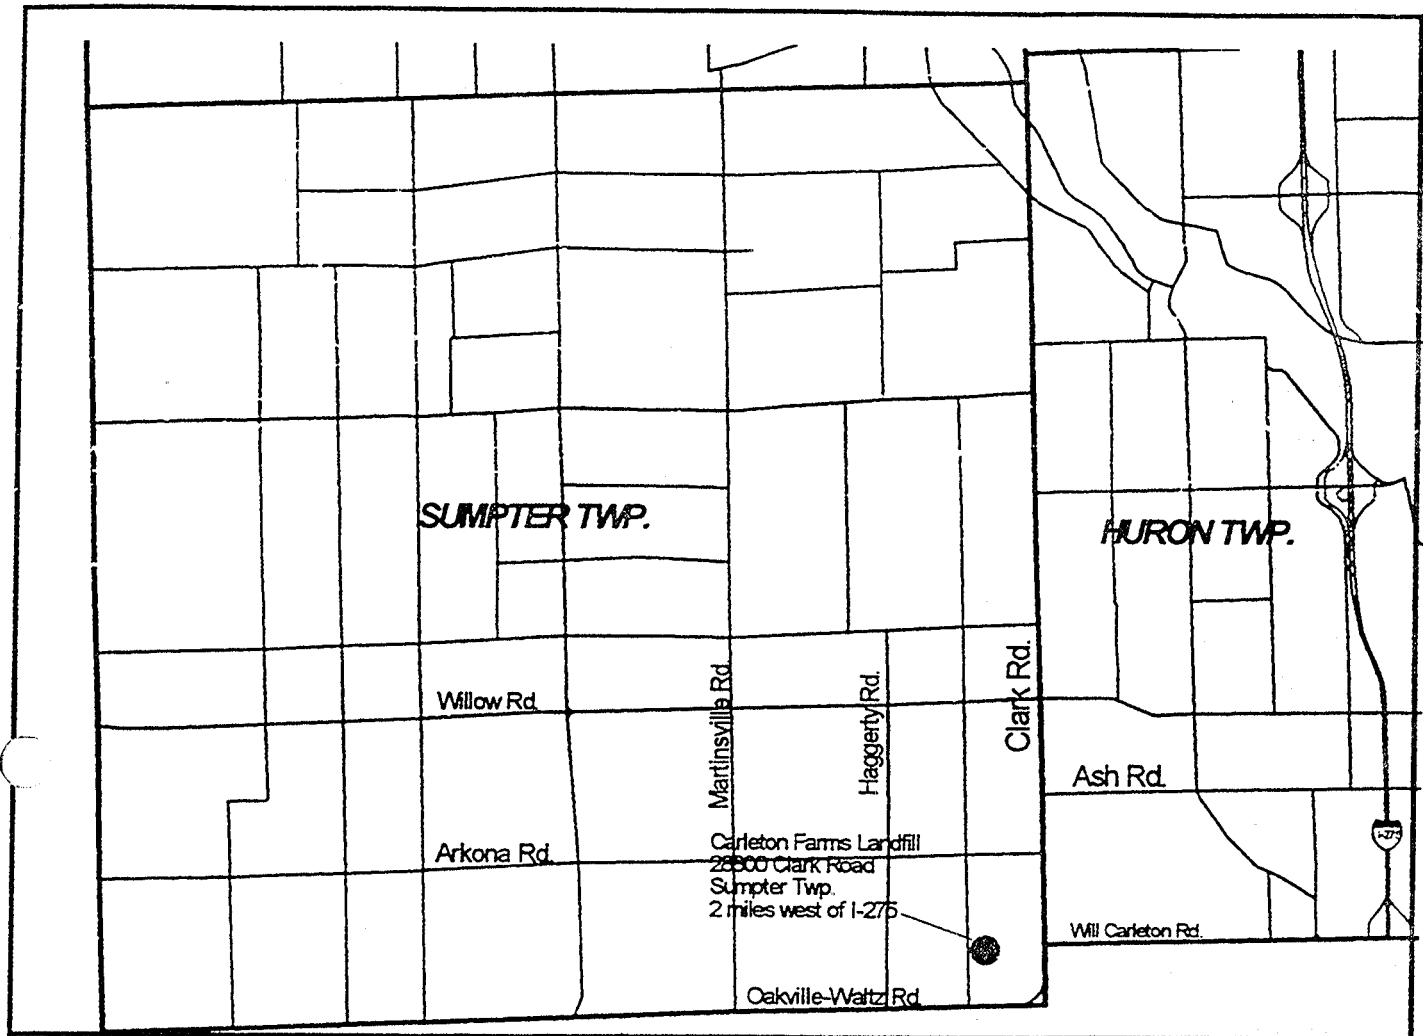 SUMPTER TWP.
HURON TWP.
Willow Rd.
Martinsville Rd.
Haggerty Rd.
Clark Rd.
Ash Rd.
Arkona Rd.
Carleton Farms Landfill
28800 Clark Road
Sumpter Twp.
2 miles west of I-275
I-275
Will Carleton Rd.
Oakville-Waltz Rd.